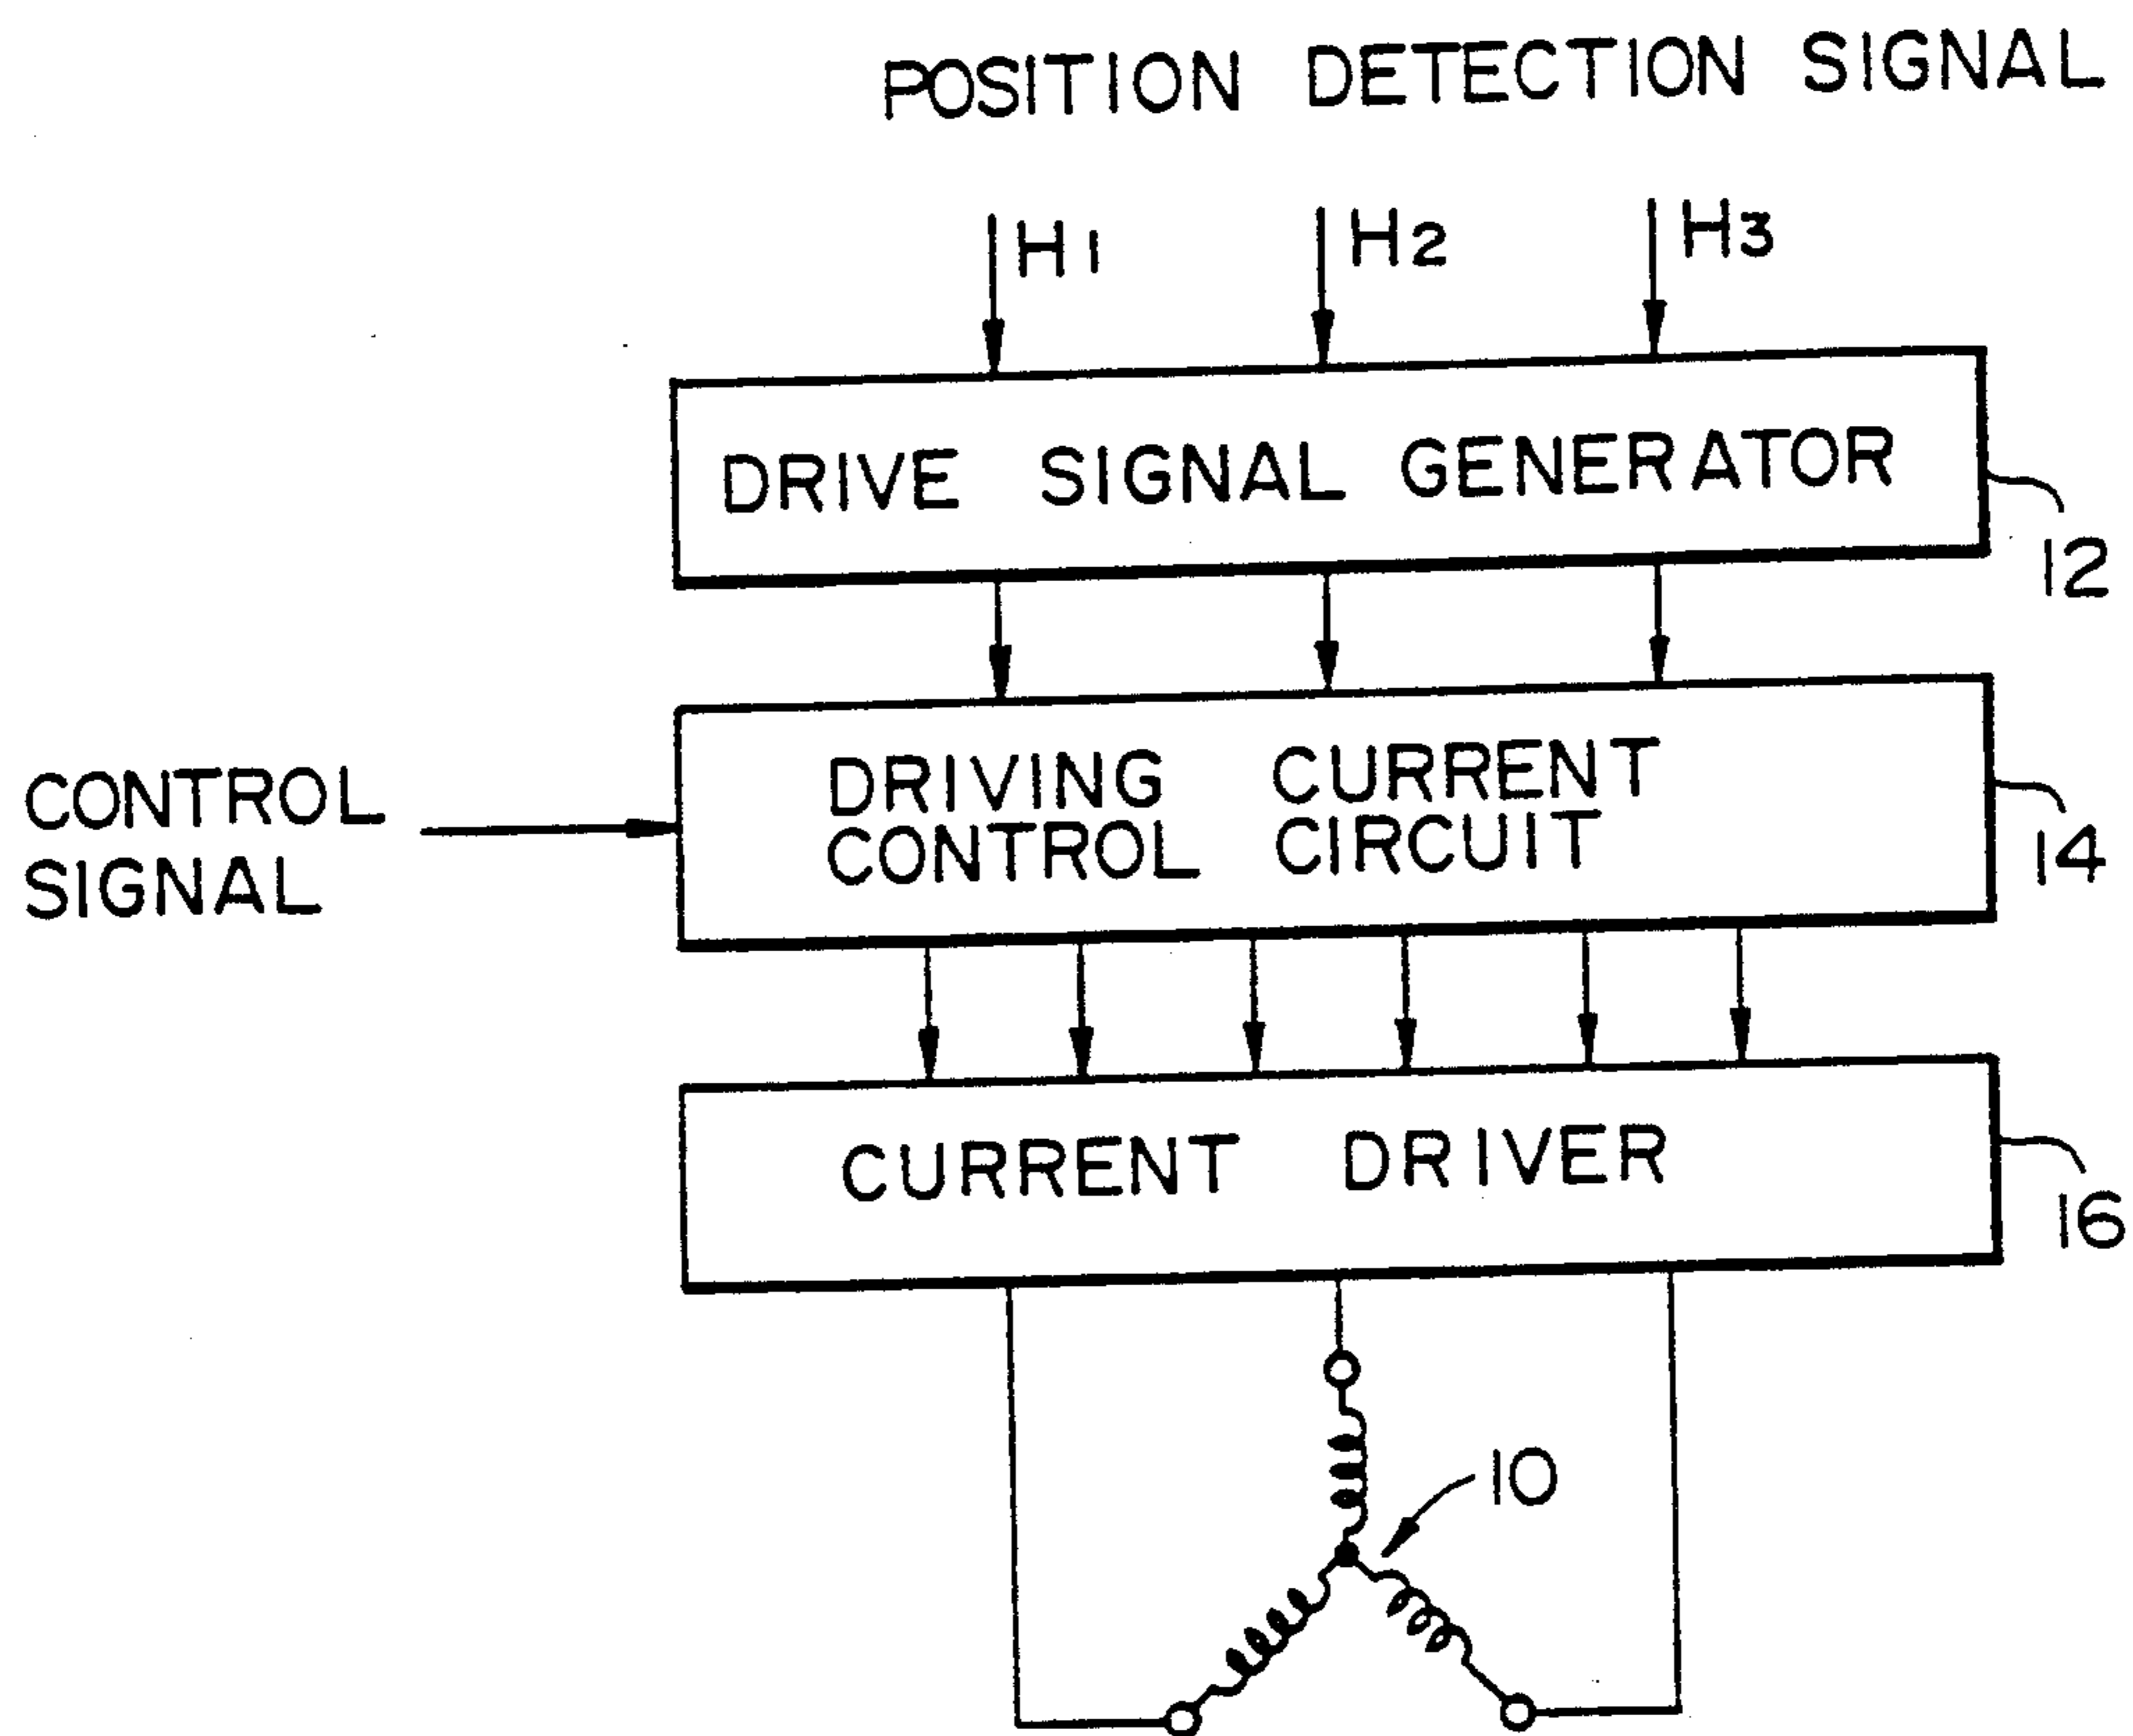 POSITION DETECTION SIGNAL
H1 H2 H3
DRIVE SIGNAL GENERATOR
12
CONTROL
SIGNAL
DRIVING CURRENT
CONTROL CIRCUIT
14
CURRENT DRIVER
16
10